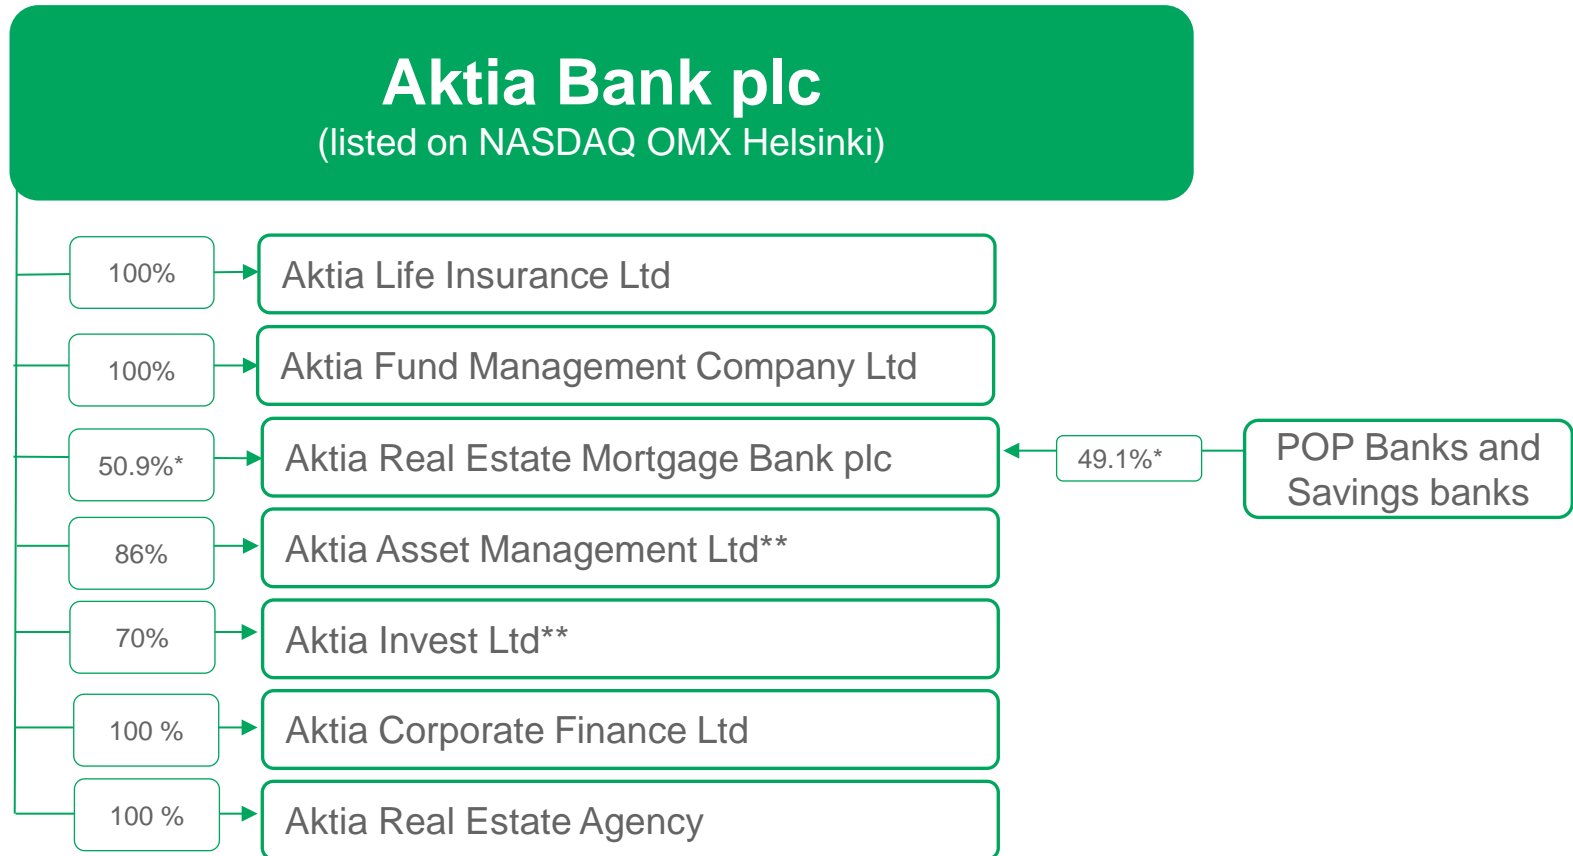 Aktia Bank plc
(listed on NASDAQ OMX Helsinki)
100%
Aktia Life Insurance Ltd
100%
Aktia Fund Management Company Ltd
50.9%*
Aktia Real Estate Mortgage Bank plc
49.1%*
POP Banks and
Savings banks
86%
Aktia Asset Management Ltd**
70%
Aktia Invest Ltd**
100 %
Aktia Corporate Finance Ltd
100 %
Aktia Real Estate Agency